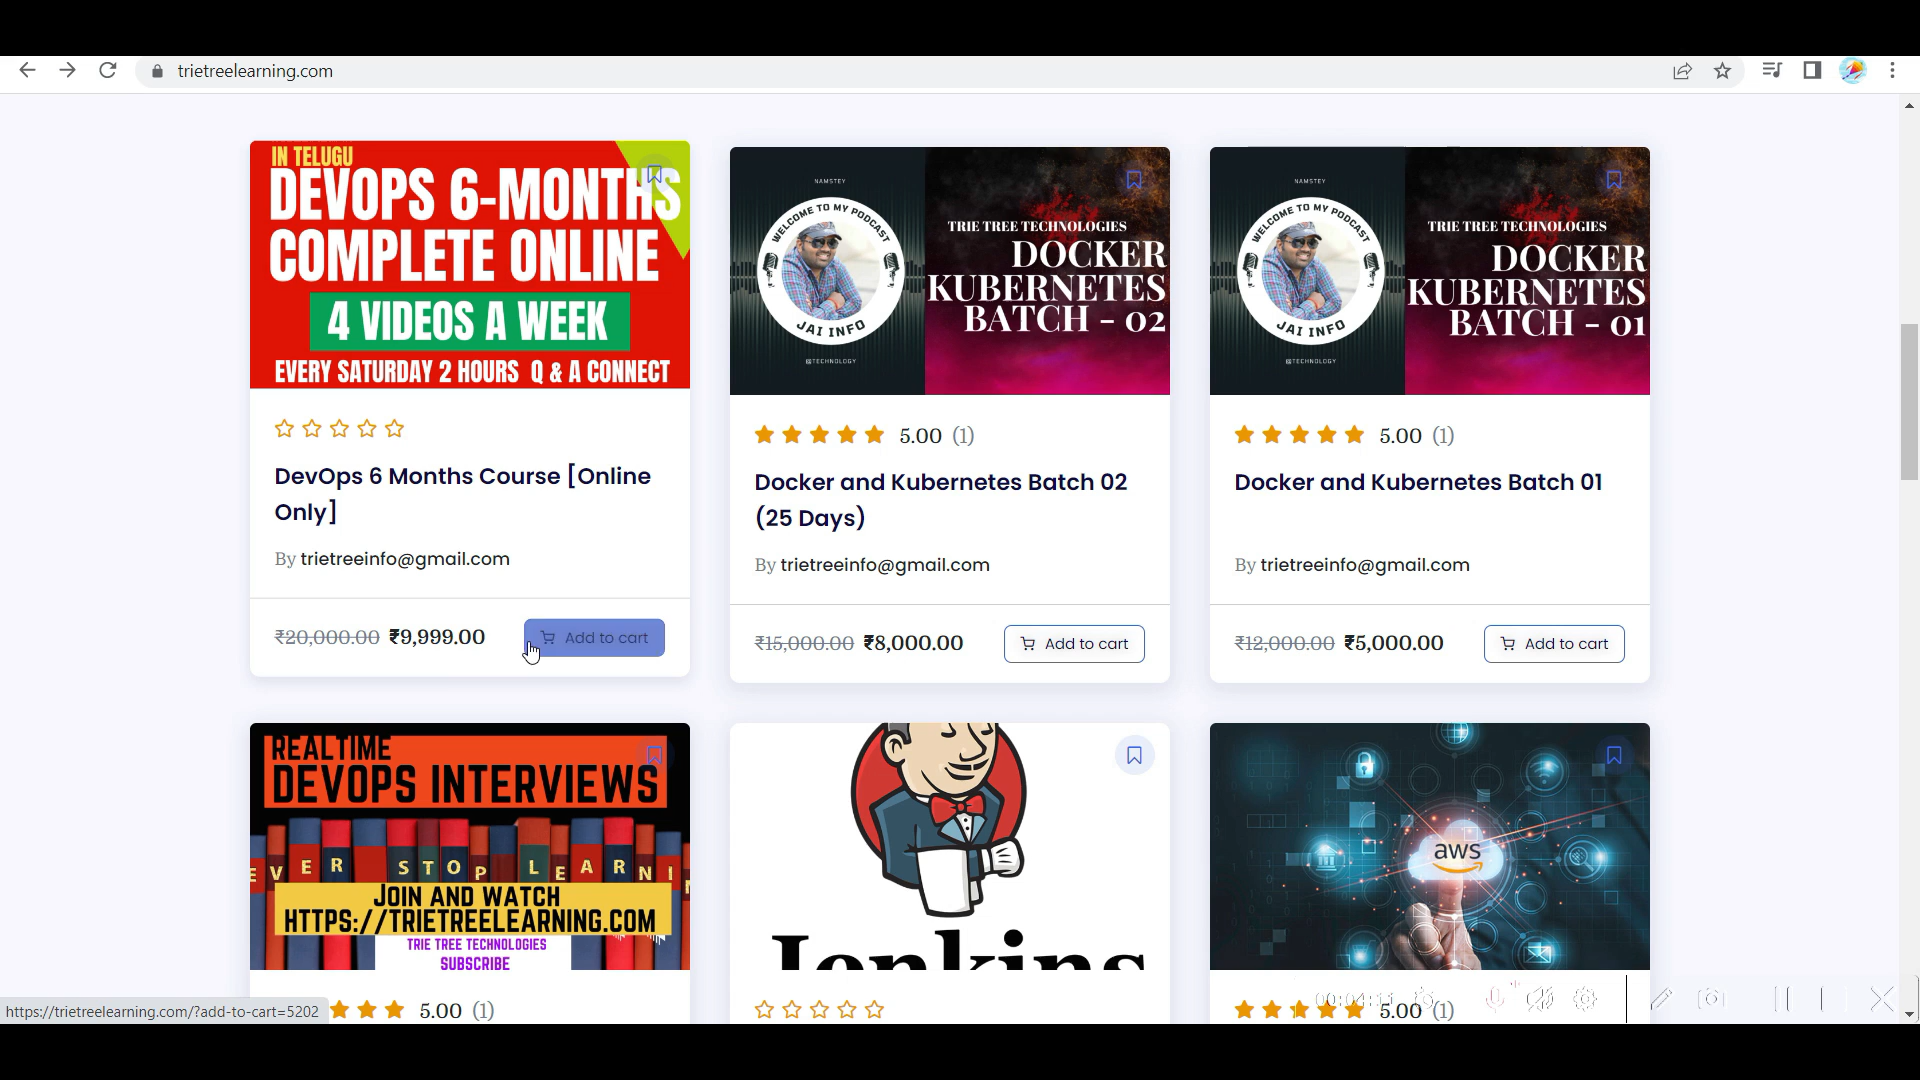 trietreelearning.com
IN TELUGU
DEVOPS 6-MONTHS
COMPLETE ONLINE
4 VIDEOS A WEEK
EVERY SATURDAY 2 HOURS Q & A CONNECT
DevOps 6 Months Course [Online
Only]
By trietreeinfo@gmail.com
₹20,000.00 ₹9,999.00
Add to cart
NAMSTEY
WELCOME TO MY PODCAST
JAI INFO
@TECHNOLOGY
TRIE TREE TECHNOLOGIES
DOCKER
KUBERNETES
BATCH - 02
5.00 (1)
Docker and Kubernetes Batch 02
(25 Days)
By trietreeinfo@gmail.com
₹15,000.00 ₹8,000.00
Add to cart
NAMSTEY
WELCOME TO MY PODCAST
JAI INFO
@TECHNOLOGY
TRIE TREE TECHNOLOGIES
DOCKER
KUBERNETES
BATCH - 01
5.00 (1)
Docker and Kubernetes Batch 01
By trietreeinfo@gmail.com
₹12,000.00 ₹5,000.00
Add to cart
REALTIME
DEVOPS INTERVIEWS
EVER STOP LEARNI
JOIN AND WATCH
HTTPS://TRIETREELEARNING.COM
TRIE TREE TECHNOLOGIES
SUBSCRIBE
5.00 (1)
Jenkins
aws
5.00 (1)
https://trietreelearning.com/?add-to-cart=5202